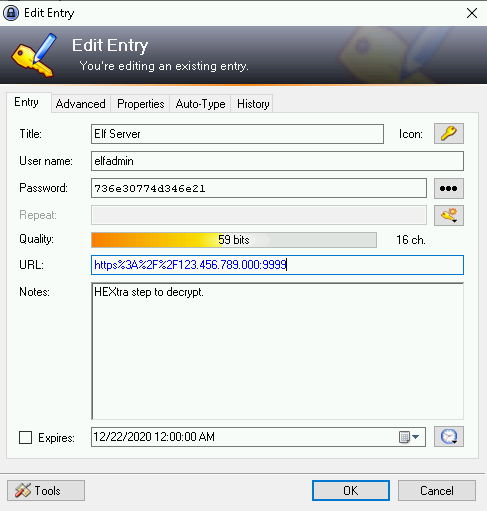 Edit Entry
Edit Entry
You're editing an existing entry.
Entry Advanced Properties Auto-Type History
Title: Elf Server Icon:
User name: elfadmin
Password: 736e30774d346e21
Repeat:
Quality: 59 bits 16 ch.
URL: https%3A%2F%2F123.456.789.000:9999
Notes: HEXtra step to decrypt.
Expires: 12/22/2020 12:00:00 AM
Tools OK Cancel